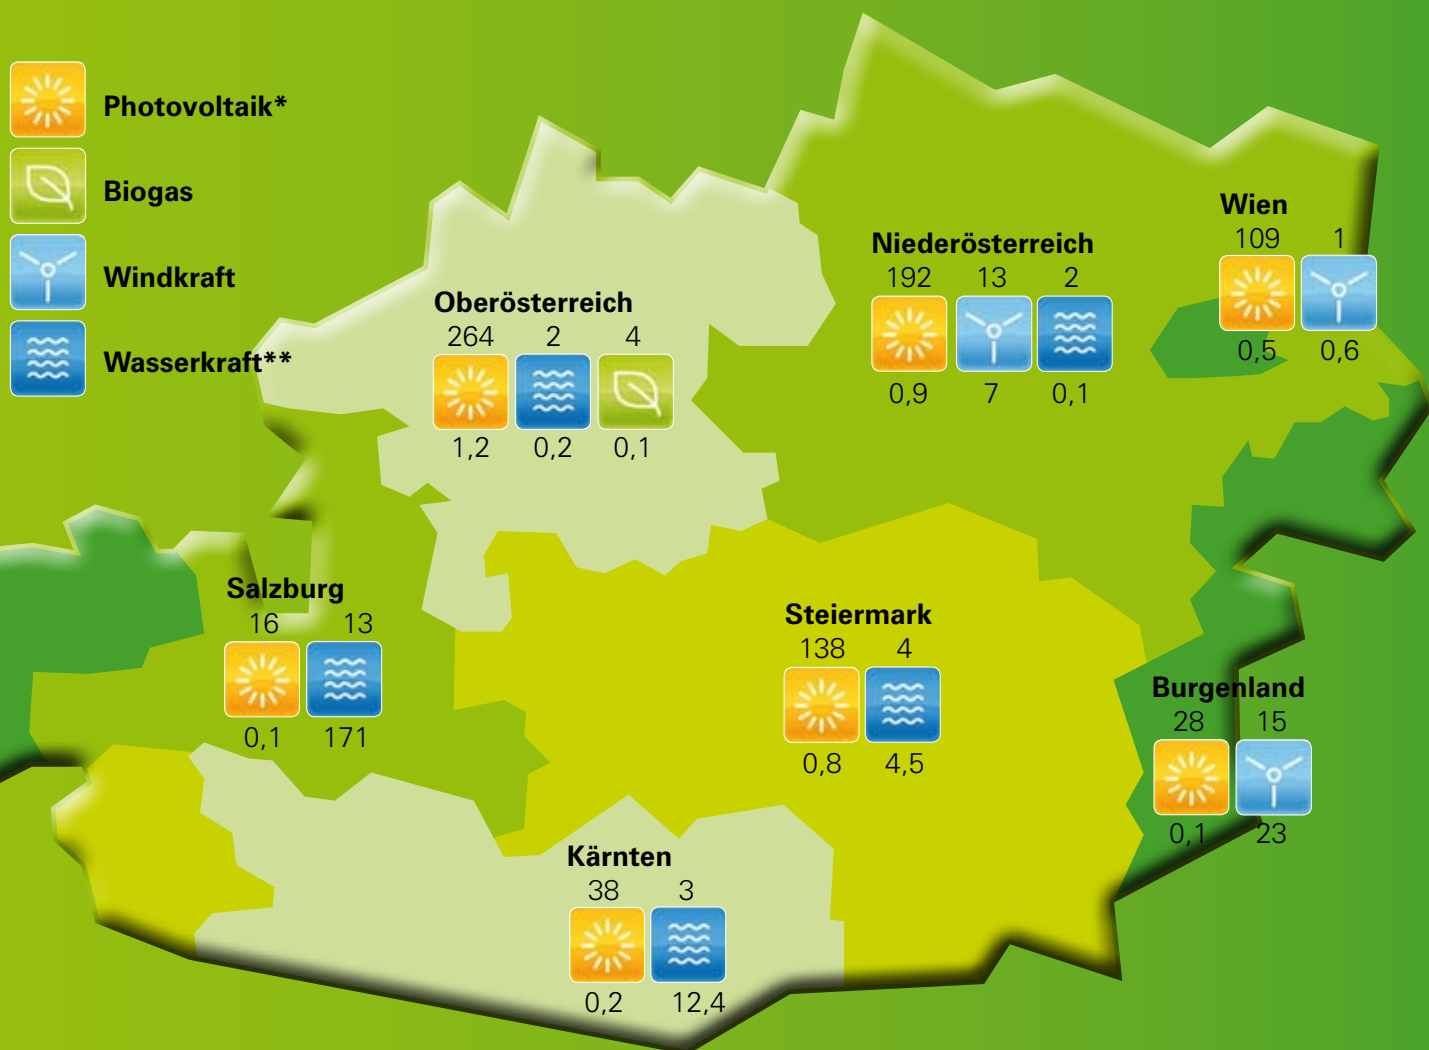 Photovoltaik*
Biogas
Windkraft
Wasserkraft**
Oberösterreich
264 2 4
1,2 0,2 0,1
Niederösterreich
192 13 2
0,9 7 0,1
Wien
109 1
0,5 0,6
Salzburg
16 13
0,1 171
Steiermark
138 4
0,8 4,5
Burgenland
28 15
0,1 23
Kärnten
38 3
0,2 12,4